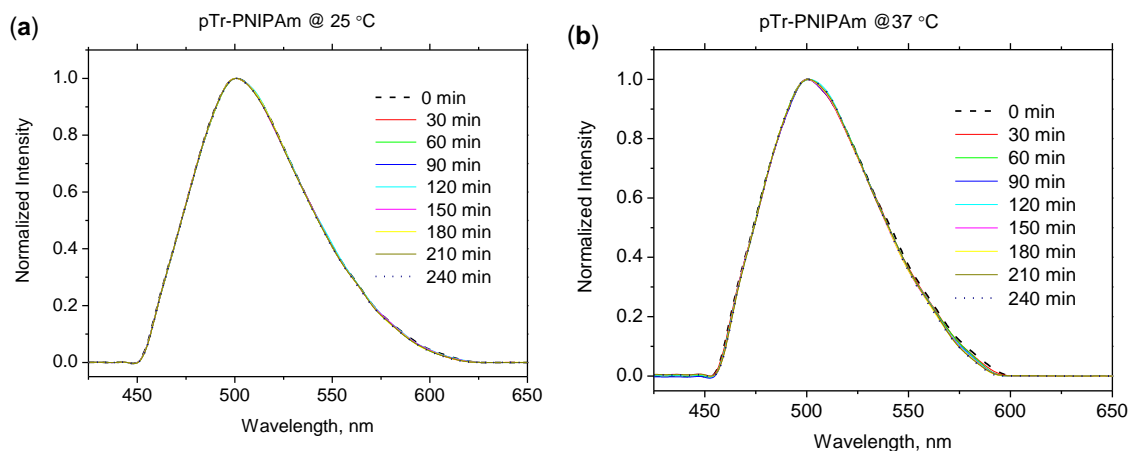 (a)
pTr-PNIPAm @ 25 °C
1.0
0.8
0.6
0.4
0.2
0.0
Normalized Intensity
0 min
30 min
60 min
90 min
120 min
150 min
180 min
210 min
240 min
450
500
550
600
650
Wavelength, nm
(b)
pTr-PNIPAm @37 °C
1.0
0.8
0.6
0.4
0.2
0.0
Normalized Intensity
0 min
30 min
60 min
90 min
120 min
150 min
180 min
210 min
240 min
450
500
550
600
650
Wavelength, nm